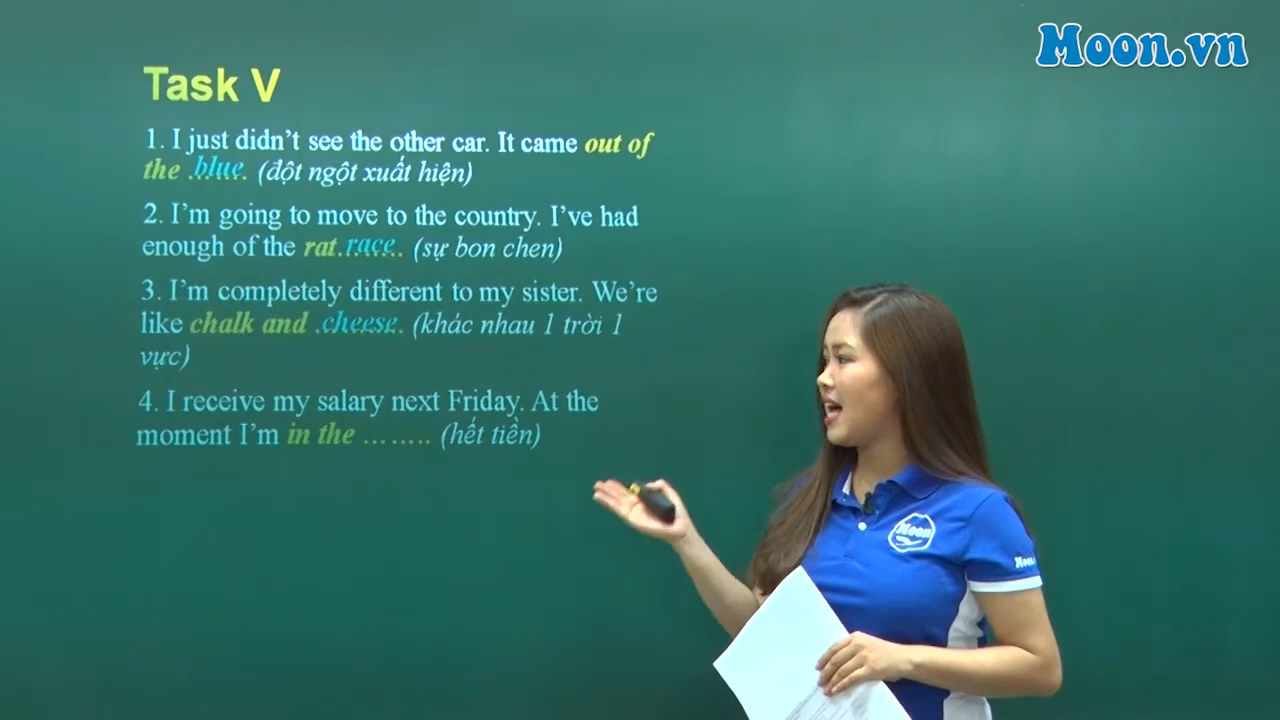 Moon.vn
Task V
1. I just didn’t see the other car. It came out of
the blue. (đột ngột xuất hiện)
2. I’m going to move to the country. I’ve had
enough of the rat race. (sự bon chen)
3. I’m completely different to my sister. We’re
like chalk and cheese. (khác nhau 1 trời 1
vực)
4. I receive my salary next Friday. At the
moment I’m in the …….. (hết tiền)
Moon
Moon